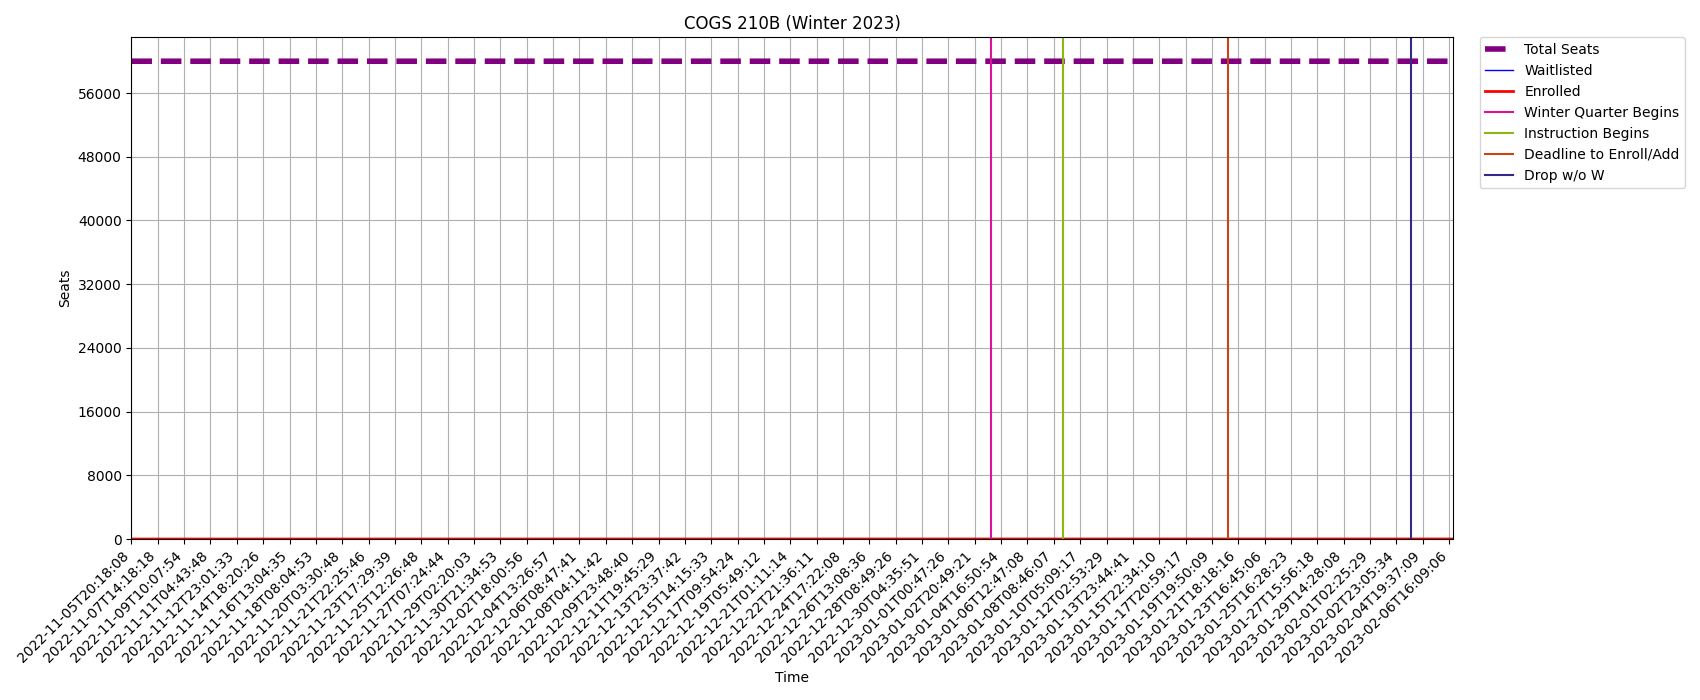 COGS 210B (Winter 2023)
Total Seats
Waitlisted
Enrolled
Winter Quarter Begins
Instruction Begins
Deadline to Enroll/Add
Drop w/o W
Seats
56000
48000
40000
32000
24000
16000
8000
0
2022-11-05T20:18:08
2022-11-07T14:18:18
2022-11-09T10:07:54
2022-11-11T04:43:48
2022-11-12T23:01:33
2022-11-14T18:20:26
2022-11-16T13:04:35
2022-11-18T08:04:53
2022-11-20T03:30:48
2022-11-21T22:25:46
2022-11-23T17:29:39
2022-11-25T12:26:48
2022-11-27T07:24:44
2022-11-29T02:20:03
2022-11-30T21:34:53
2022-12-02T18:00:56
2022-12-04T13:26:57
2022-12-06T08:47:41
2022-12-08T04:11:42
2022-12-09T23:48:40
2022-12-11T19:45:29
2022-12-13T23:37:42
2022-12-15T14:15:33
2022-12-17T09:54:24
2022-12-19T05:49:12
2022-12-21T01:11:14
2022-12-22T21:36:11
2022-12-24T17:22:08
2022-12-26T13:08:36
2022-12-28T08:49:26
2022-12-30T04:35:51
2023-01-01T00:47:26
2023-01-02T20:49:21
2023-01-04T16:50:54
2023-01-06T12:47:08
2023-01-08T08:46:07
2023-01-10T05:09:17
2023-01-12T02:53:29
2023-01-13T23:44:41
2023-01-15T22:34:10
2023-01-17T20:59:17
2023-01-19T19:50:09
2023-01-21T18:18:16
2023-01-23T16:45:06
2023-01-25T16:28:23
2023-01-27T15:56:18
2023-01-29T14:28:08
2023-02-01T02:25:29
2023-02-02T23:05:34
2023-02-04T19:37:09
2023-02-06T16:09:06
Time